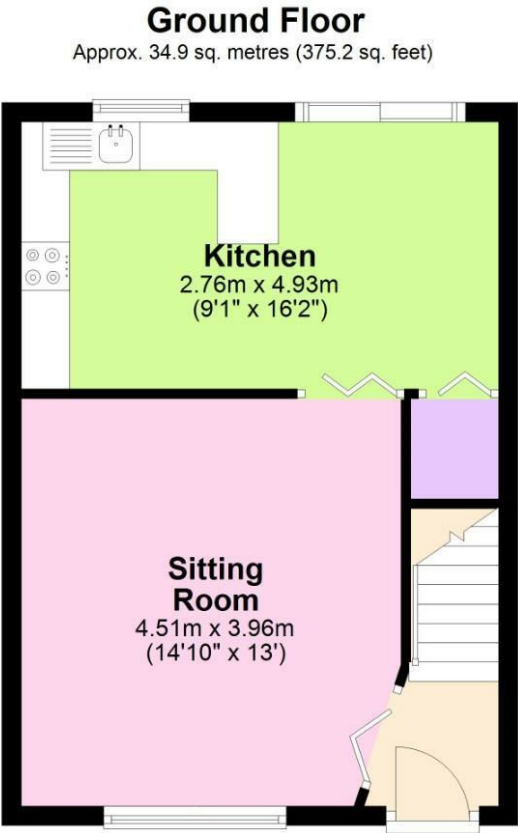 Ground Floor
Approx. 34.9 sq. metres (375.2 sq. feet)
Kitchen
2.76m x 4.93m
(9'1" x 16'2")
Sitting
Room
4.51m x 3.96m
(14'10" x 13')